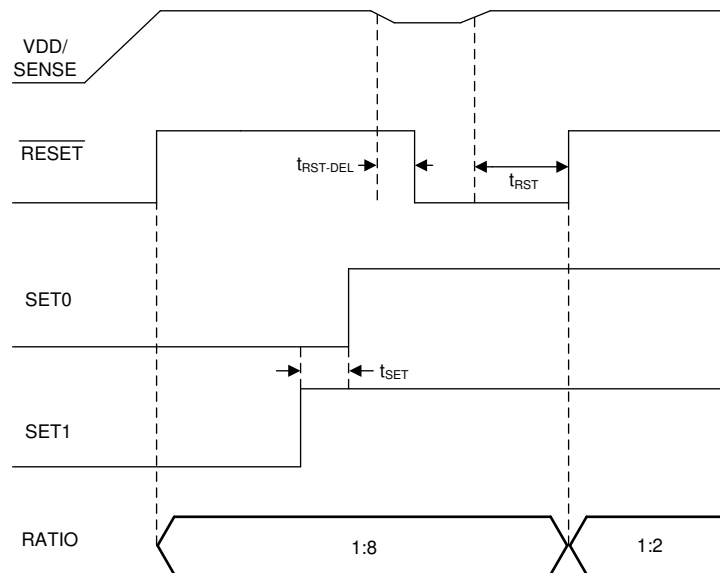 VDD/
SENSE
RESET
tRST-DEL
tRST
SET0
tSET
SET1
RATIO
1:8
1:2